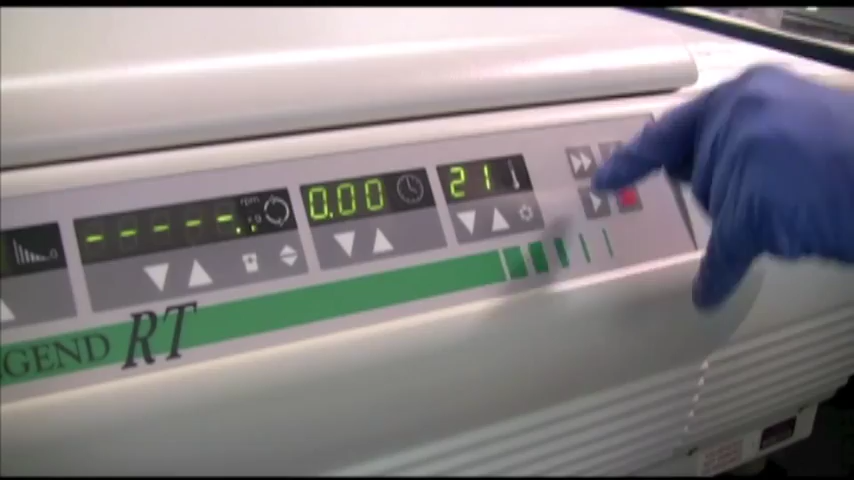 rpm
- - - - -.
0.00
21
GEND RT